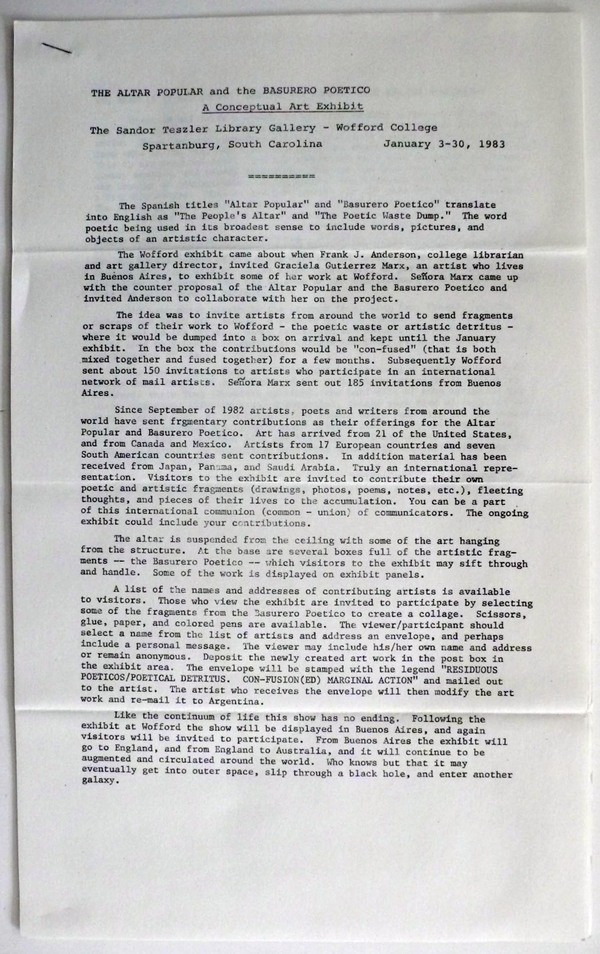 THE ALTAR POPULAR and the BASURERO POETICO
A Conceptual Art Exhibit
The Sandor Teszler Library Gallery - Wofford College
Spartanburg, South Carolina January 3-30, 1983
==========
The Spanish titles "Altar Popular" and "Basurero Poetico" translate
into English as "The People's Altar" and "The Poetic Waste Dump." The word
poetic being used in its broadest sense to include words, pictures, and
objects of an artistic character.
The Wofford exhibit came about when Frank J. Anderson, college librarian
and art gallery director, invited Graciela Gutierrez Marx, an artist who lives
in Buenos Aires, to exhibit some of her work at Wofford. Señora Marx came up
with the counter proposal of the Altar Popular and the Basurero Poetico and
invited Anderson to collaborate with her on the project.
The idea was to invite artists from around the world to send fragments
or scraps of their work to Wofford - the poetic waste or artistic detritus -
where it would be dumped into a box on arrival and kept until the January
exhibit. In the box the contributions would be "con-fused" (that is both
mixed together and fused together) for a few months. Subsequently Wofford
sent about 150 invitations to artists who participate in an international
network of mail artists. Señora Marx sent out 185 invitations from Buenos
Aires.
Since September of 1982 artists, poets and writers from around the
world have sent frgmentary contributions as their offerings for the Altar
Popular and Basurero Poetico. Art has arrived from 21 of the United States,
and from Canada and Mexico. Artists from 17 European countries and seven
South American countries sent contributions. In addition material has been
received from Japan, Panama, and Saudi Arabia. Truly an international repre-
sentation. Visitors to the exhibit are invited to contribute their own
poetic and artistic fragments (drawings, photos, poems, notes, etc.), fleeting
thoughts, and pieces of their lives to the accumulation. You can be a part
of this international communion (common - union) of communicators. The ongoing
exhibit could include your contributions.
The altar is suspended from the ceiling with some of the art hanging
from the structure. At the base are several boxes full of the artistic frag-
ments -- the Basurero Poetico -- which visitors to the exhibit may sift through
and handle. Some of the work is displayed on exhibit panels.
A list of the names and addresses of contributing artists is available
to visitors. Those who view the exhibit are invited to participate by selecting
some of the fragments from the Basurero Poetico to create a collage. Scissors,
glue, paper, and colored pens are available. The viewer/participant should
select a name from the list of artists and address an envelope, and perhaps
include a personal message. The viewer may include his/her own name and address
or remain anonymous. Deposit the newly created art work in the post box in
the exhibit area. The envelope will be stamped with the legend "RESIDUOUS
POETICOS/POETICAL DETRITUS. CON-FUSION(ED) MARGINAL ACTION" and mailed out
to the artist. The artist who receives the envelope will then modify the art
work and re-mail it to Argentina.
Like the continuum of life this show has no ending. Following the
exhibit at Wofford the show will be displayed in Buenos Aires, and again
visitors will be invited to participate. From Buenos Aires the exhibit will
go to England, and from England to Australia, and it will continue to be
augmented and circulated around the world. Who knows but that it may
eventually get into outer space, slip through a black hole, and enter another
galaxy.